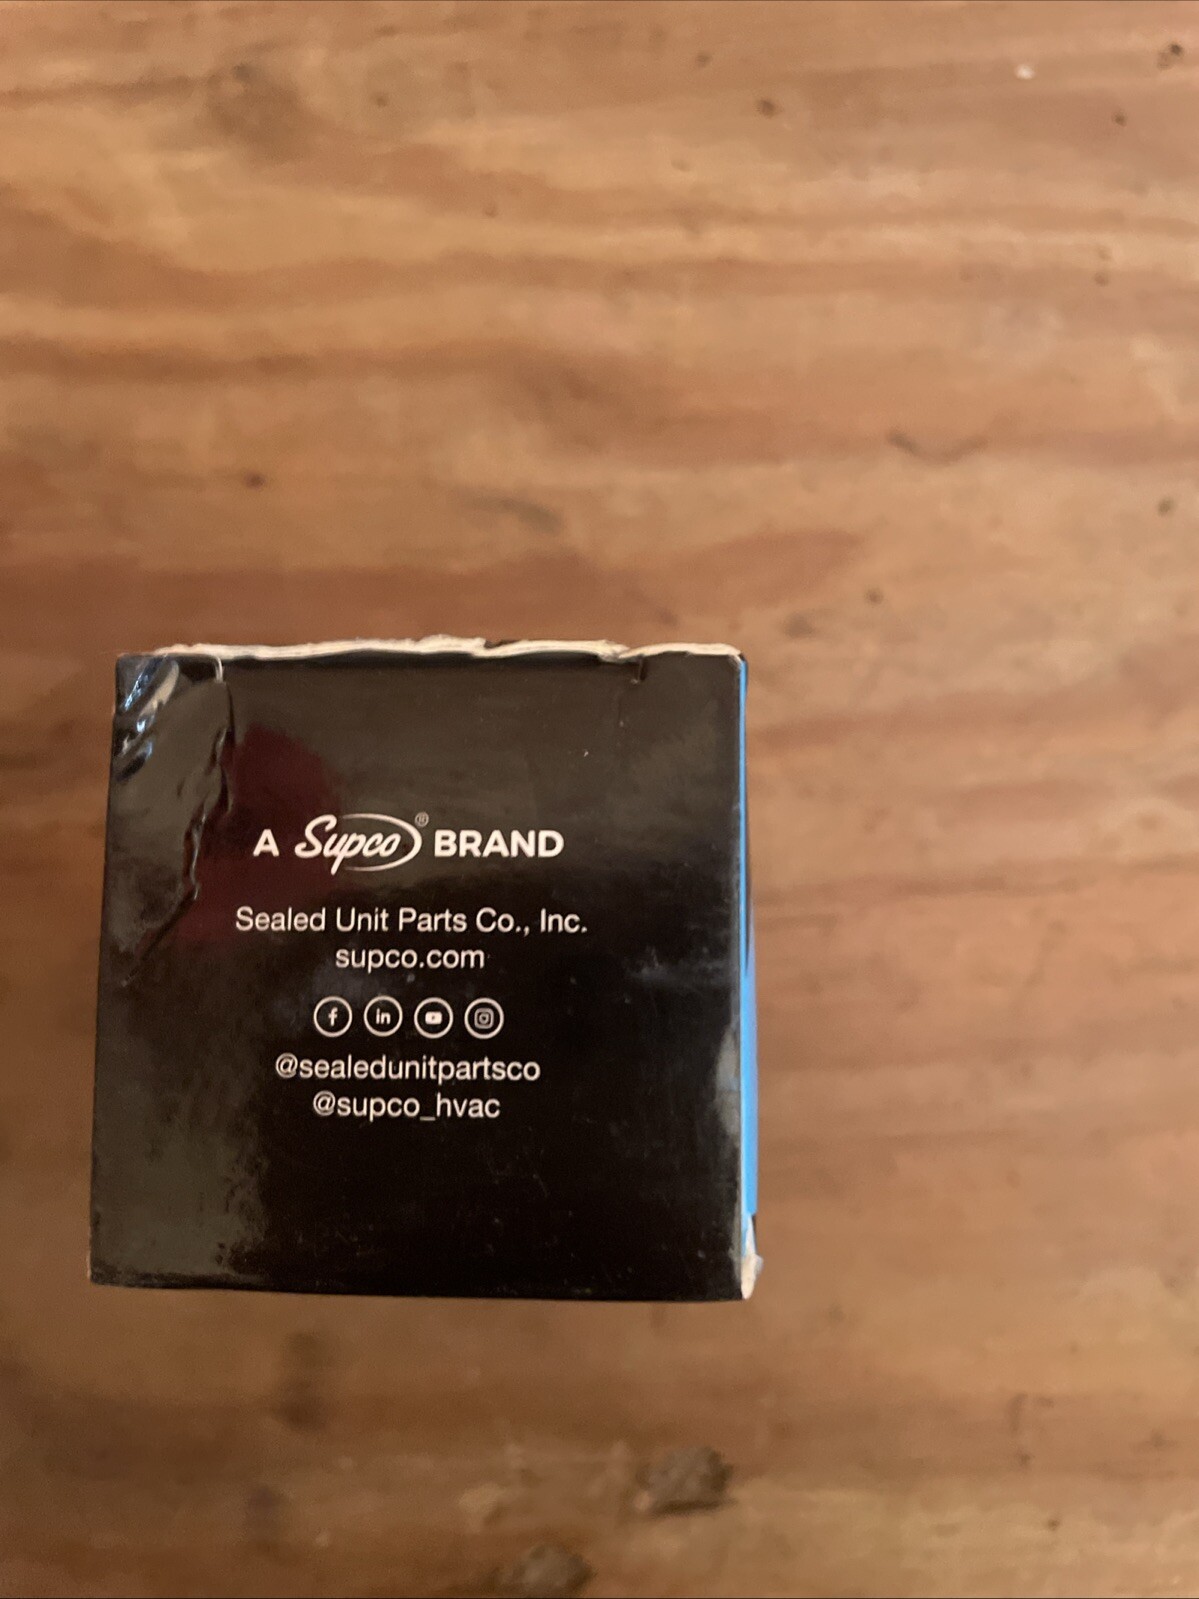 A Supco® BRAND
Sealed Unit Parts Co., Inc.
supco.com
@sealedunitpartsco
@supco_hvac